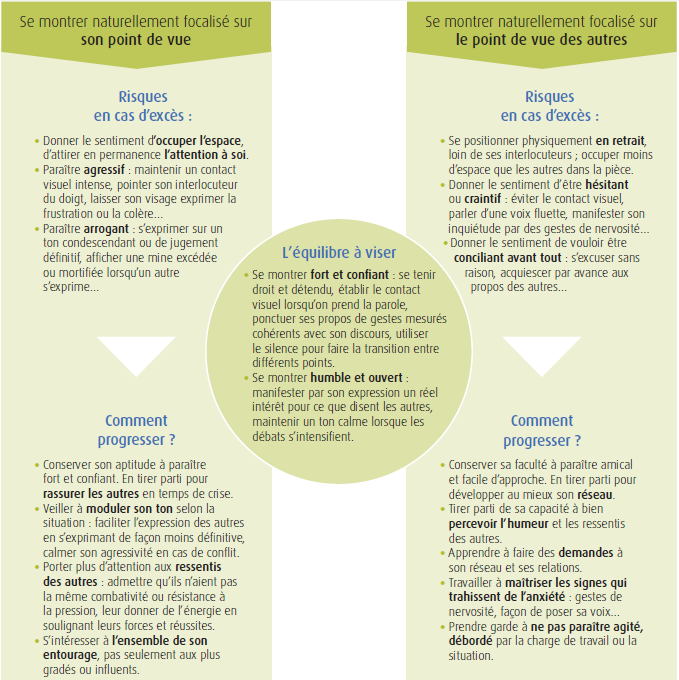 Se montrer naturellement focalisé sur
son point de vue
Risques
en cas d'excès :
• Donner le sentiment d'occuper l'espace,
d'attirer en permanence l'attention à soi.
• Paraître agressif : maintenir un contact
visuel intense, pointer son interlocuteur
du doigt, laisser son visage exprimer la
frustration ou la colère...
• Paraître arrogant : s'exprimer sur un
ton condescendant ou de jugement
définitif, afficher une mine excédée
ou mortifiée lorsqu'un autre
s'exprime...
Comment
progresser ?
• Conserver son aptitude à paraître
fort et confiant. En tirer parti pour
rassurer les autres en temps de crise.
• Veiller à moduler son ton selon la
situation : faciliter l'expression des autres
en s'exprimant de façon moins définitive,
calmer son agressivité en cas de conflit.
• Porter plus d'attention aux ressentis
des autres : admettre qu'ils n'aient pas
la même combativité ou résistance à
la pression, leur donner de l'énergie en
soulignant leurs forces et réussites.
• S'intéresser à l'ensemble de son
entourage, pas seulement aux plus
gradés ou influents.
L'équilibre à viser
• Se montrer fort et confiant : se tenir
droit et détendu, établir le contact
visuel lorsqu'on prend la parole,
ponctuer ses propos de gestes mesurés
cohérents avec son discours, utiliser
le silence pour faire la transition entre
différents points.
• Se montrer humble et ouvert :
manifester par son expression un réel
intérêt pour ce que disent les autres,
maintenir un ton calme lorsque les
débats s'intensifient.
Se montrer naturellement focalisé sur
le point de vue des autres
Risques
en cas d'excès :
• Se positionner physiquement en retrait,
loin de ses interlocuteurs ; occuper moins
d'espace que les autres dans la pièce.
• Donner le sentiment d'être hésitant
ou craintif : éviter le contact visuel,
parler d'une voix fluette, manifester son
inquiétude par des gestes de nervosité...
• Donner le sentiment de vouloir être
conciliant avant tout : s'excuser sans
raison, acquiescer par avance aux
propos des autres...
Comment
progresser ?
• Conserver sa faculté à paraître amical
et facile d'approche. En tirer parti pour
développer au mieux son réseau.
• Tirer parti de sa capacité à bien
percevoir l'humeur et les ressentis
des autres.
• Apprendre à faire des demandes à
son réseau et ses relations.
• Travailler à maîtriser les signes qui
trahissent de l'anxiété : gestes de
nervosité, façon de poser sa voix...
• Prendre garde à ne pas paraître agité,
débordé par la charge de travail ou la
situation.